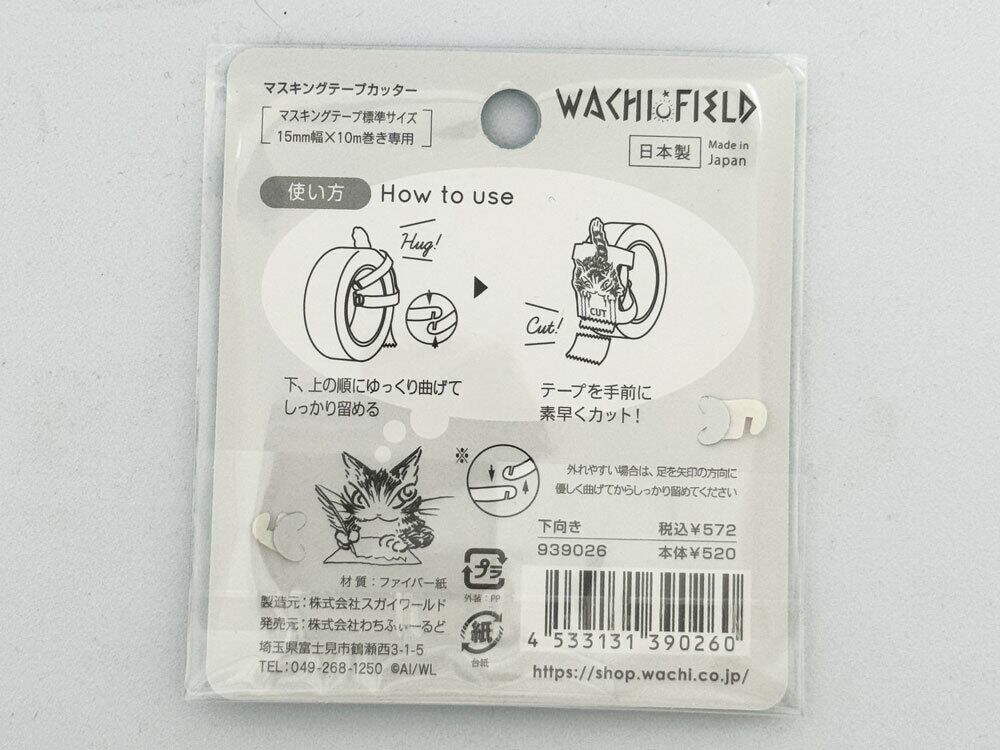 マスキングテープカッター
マスキングテープ標準サイズ
15mm幅×10m巻き専用
WACHI FIELD
日本製
Made in
Japan
使い方 How to use
Hug!
CUT
Cut!
下、上の順にゆっくり曲げて
しっかり留める
テープを手前に
素早くカット!
※
外れやすい場合は、足を矢印の方向に
優しく曲げてからしっかり留めてください
下向き 税込¥572
939026 本体¥520
材質:ファイバー紙
製造元:株式会社スガイワールド
発売元:株式会社わちふぃーるど
埼玉県富士見市鶴瀬西3-1-5
TEL:049-268-1250 ©AI/WL
プラ
外装:PP
紙
台紙
4 533131 390260
https://shop.wachi.co.jp/